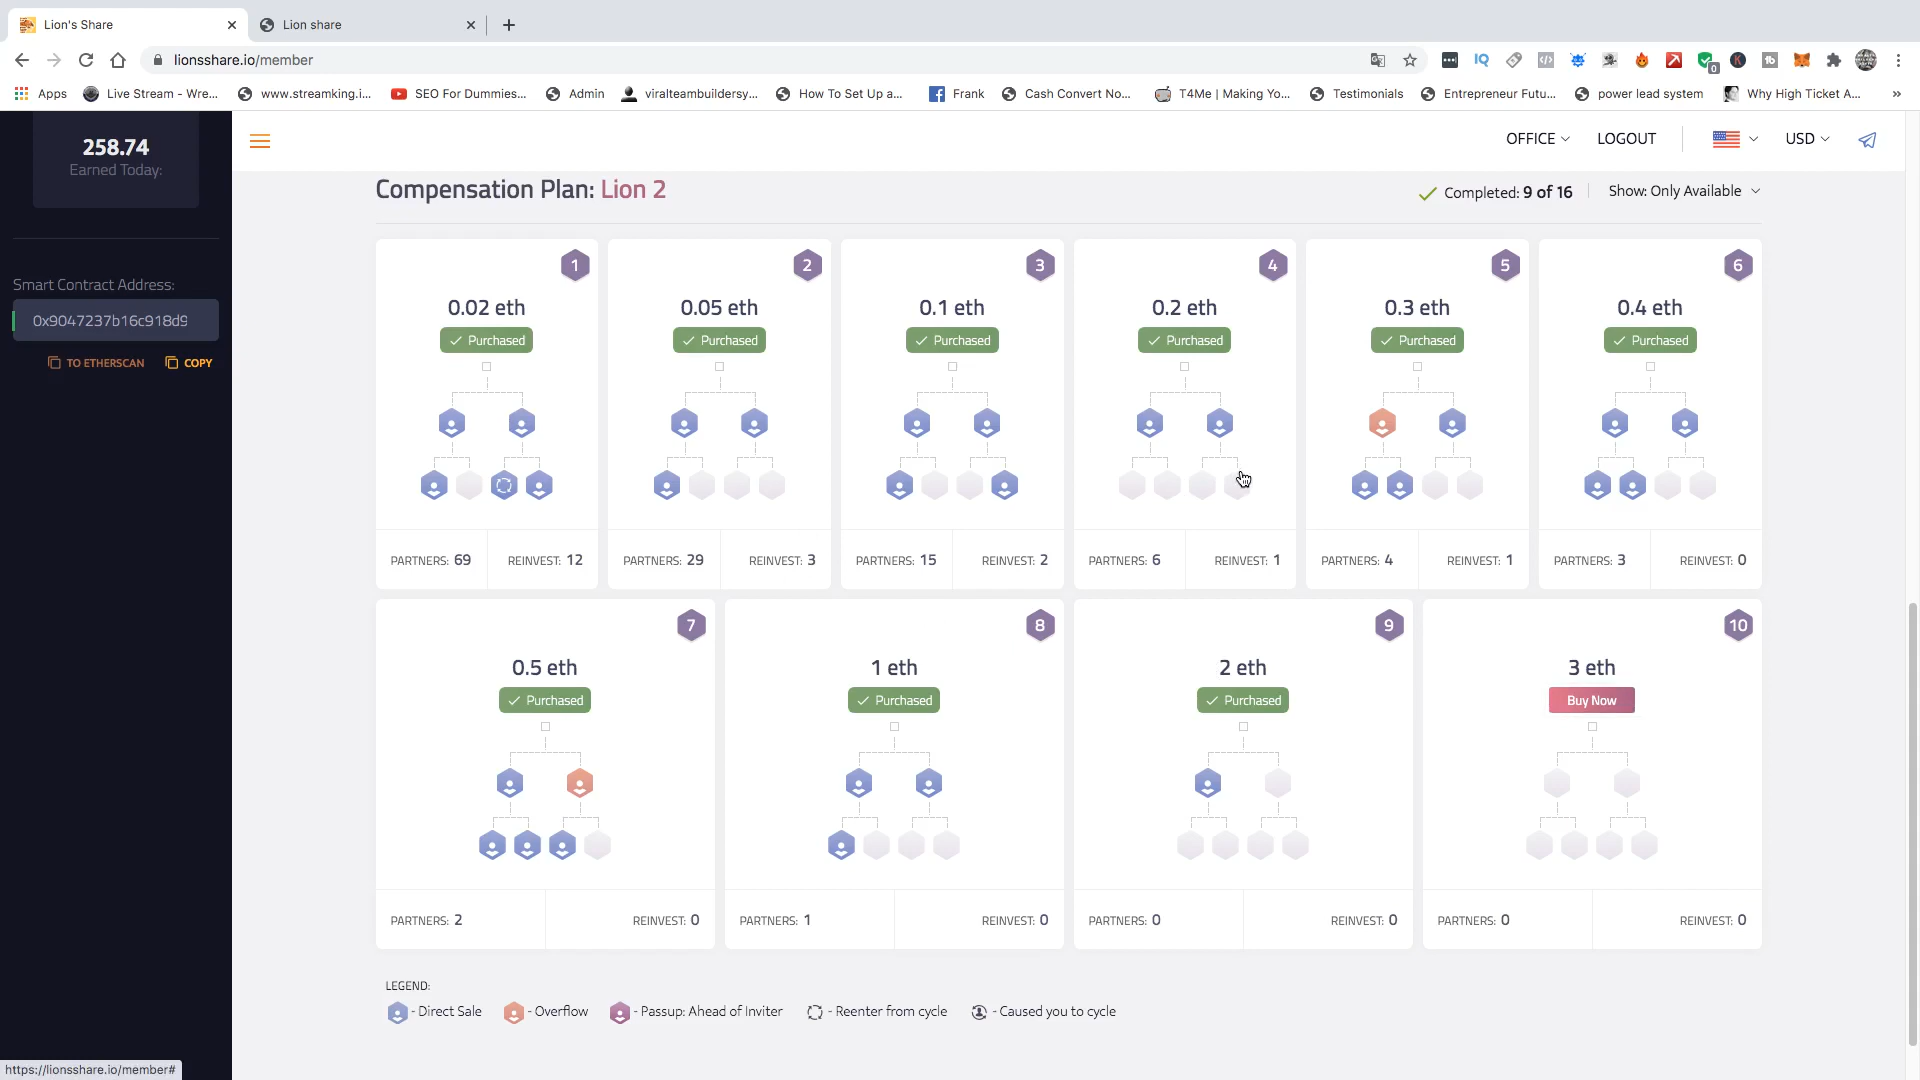 Lion's Share
Lion share
lionsshare.io/member
Apps
Live Stream - Wre...
www.streamking.i...
SEO For Dummies...
Admin
viralteambuildersy...
How To Set Up a...
Frank
Cash Convert No...
T4Me | Making Yo...
Testimonials
Entrepreneur Futu...
power lead system
Why High Ticket A...
»
258.74
Earned Today:
Smart Contract Address:
0x9047237b16c918d9
TO ETHERSCAN COPY
OFFICE LOGOUT USD
Compensation Plan: Lion 2
Completed: 9 of 16
Show: Only Available
1
0.02 eth
Purchased
PARTNERS: 69 REINVEST: 12
2
0.05 eth
Purchased
PARTNERS: 29 REINVEST: 3
3
0.1 eth
Purchased
PARTNERS: 15 REINVEST: 2
4
0.2 eth
Purchased
PARTNERS: 6 REINVEST: 1
5
0.3 eth
Purchased
PARTNERS: 4 REINVEST: 1
6
0.4 eth
Purchased
PARTNERS: 3 REINVEST: 0
7
0.5 eth
Purchased
PARTNERS: 2 REINVEST: 0
8
1 eth
Purchased
PARTNERS: 1 REINVEST: 0
9
2 eth
Purchased
PARTNERS: 0 REINVEST: 0
10
3 eth
Buy Now
PARTNERS: 0 REINVEST: 0
LEGEND:
- Direct Sale - Overflow - Passup: Ahead of Inviter - Reenter from cycle - Caused you to cycle
https://lionsshare.io/member#